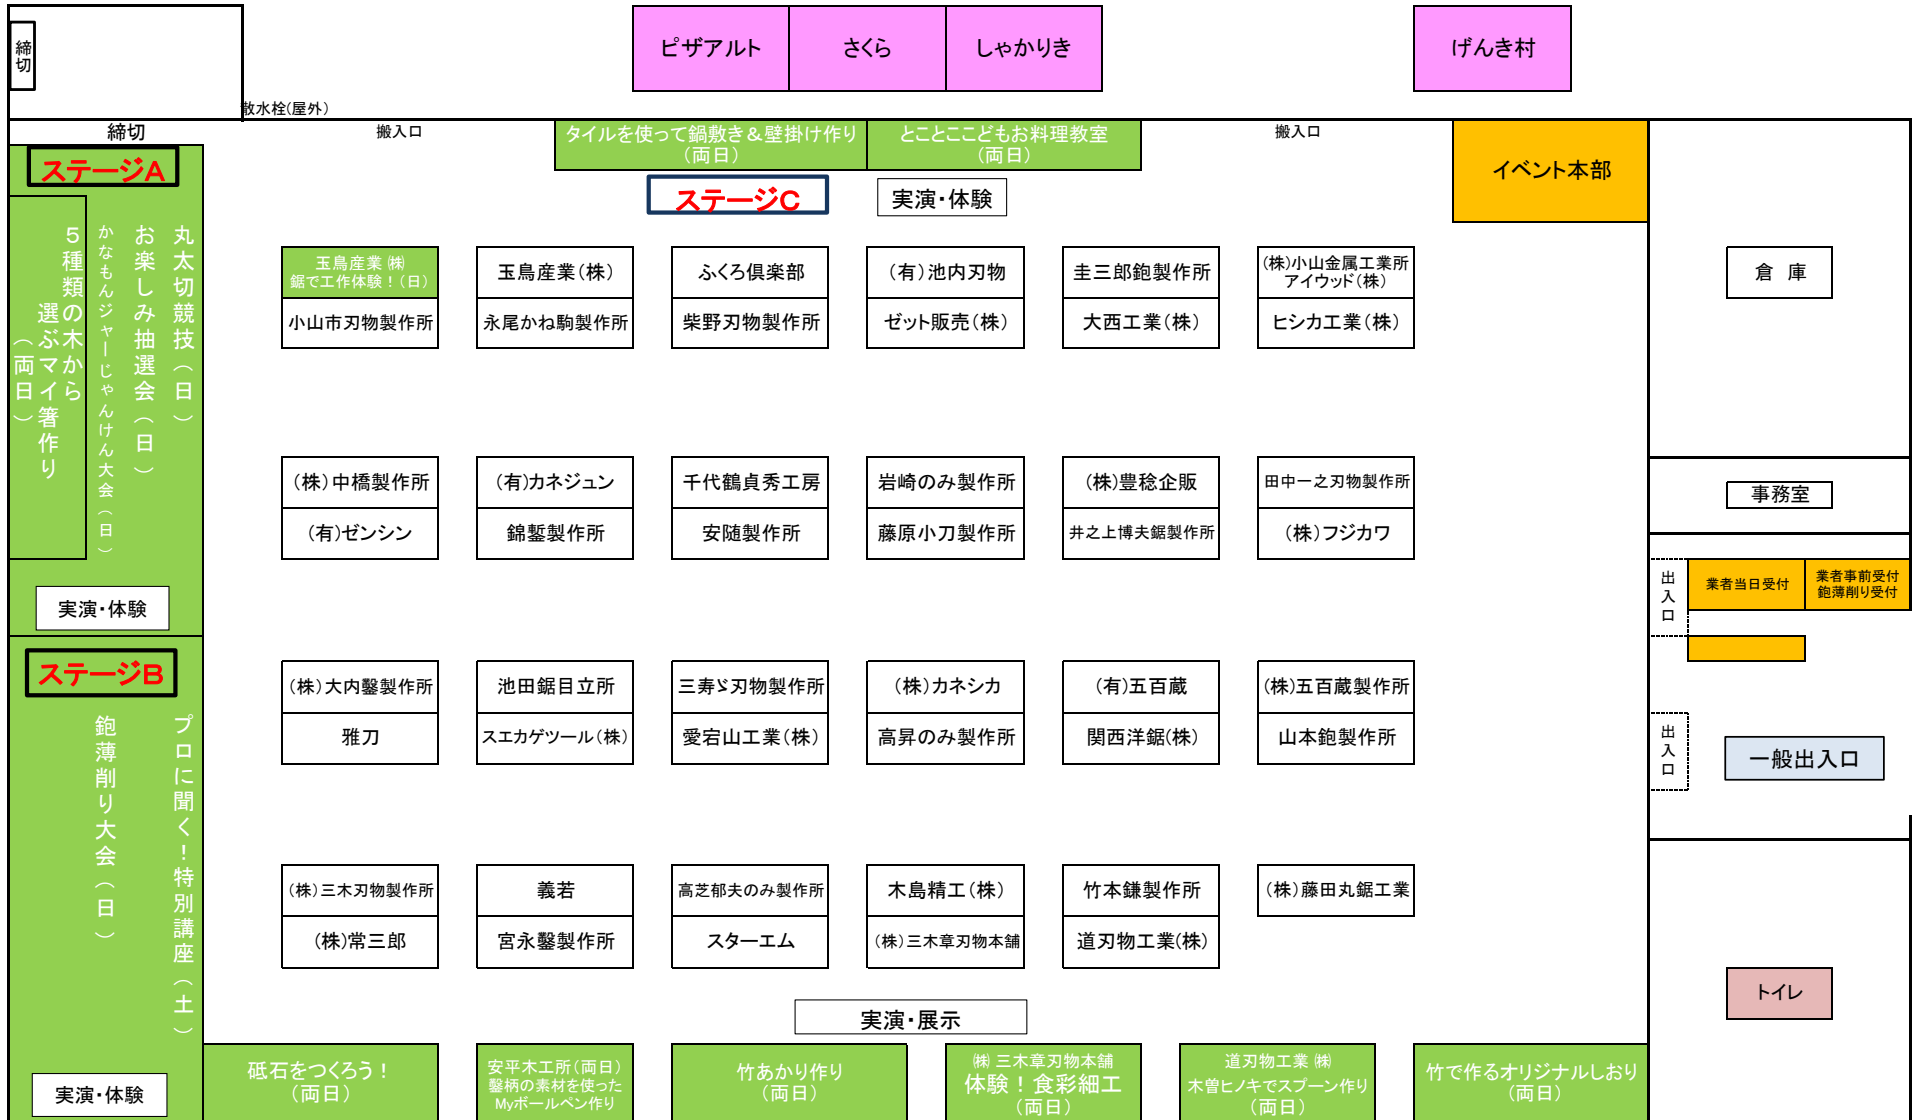 締切
ピザアルト
さくら
しゃかりき
げんき村
散水栓(屋外)
締切
搬入口
タイルを使って鍋敷き＆壁掛け作り
（両日）
とことここどもお料理教室
（両日）
搬入口
イベント本部
ステージA
ステージC
実演・体験
丸太切競技（日）
お楽しみ抽選会（日）
かなもんジャーじゃんけん大会（日）
５種類の木から
選ぶマイ箸作り
（両日）
実演・体験
玉鳥産業 ㈱
鋸で工作体験！（日）
玉鳥産業（株）
ふくろ倶楽部
（有）池内刃物
圭三郎鉋製作所
（株）小山金属工業所
アイウッド（株）
倉 庫
小山市刃物製作所
永尾かね駒製作所
柴野刃物製作所
ゼット販売（株）
大西工業（株）
ヒシカ工業（株）
（株）中橋製作所
（有）カネジュン
千代鶴貞秀工房
岩崎のみ製作所
（株）豊稔企販
田中一之刃物製作所
事務室
（有）ゼンシン
錦鏨製作所
安随製作所
藤原小刀製作所
井之上博夫鋸製作所
（株）フジカワ
出入口
業者当日受付
業者事前受付
鉋薄削り受付
ステージB
プロに聞く！特別講座（土）
鉋薄削り大会（日）
実演・体験
（株）大内鑿製作所
池田鋸目立所
三寿ゞ刃物製作所
（株）カネシカ
（有）五百蔵
（株）五百蔵製作所
雅刀
スエカゲツール（株）
愛宕山工業（株）
高昇のみ製作所
関西洋鋸（株）
山本鉋製作所
出入口
一般出入口
（株）三木刃物製作所
義若
高芝郁夫のみ製作所
木島精工（株）
竹本鎌製作所
（株）藤田丸鋸工業
（株）常三郎
宮永鑿製作所
スターエム
（株）三木章刃物本舗
道刃物工業（株）
トイレ
実演・展示
砥石をつくろう！
（両日）
安平木工所（両日）
鑿柄の素材を使った
Myボールペン作り
竹あかり作り
（両日）
㈱ 三木章刃物本舗
体験！食彩細工
（両日）
道刃物工業 ㈱
木曽ヒノキでスプーン作り
（両日）
竹で作るオリジナルしおり
（両日）